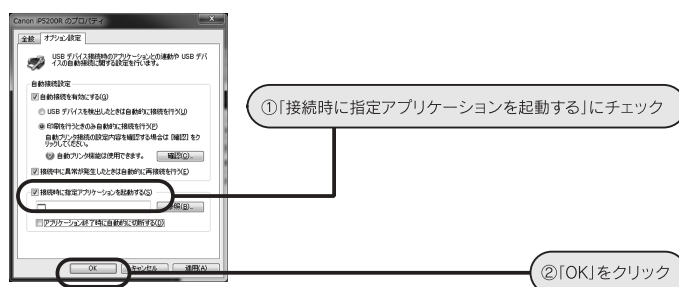 Canon iP5200R のプロパティ
全般 オプション設定
USB デバイス接続時のアプリケーションとの連動や USB デバ
イスの自動接続に関する設定を行います。
自動接続設定
自動接続を有効にする(G)
USB デバイスを検出したときは自動的に接続を行う(U)
①「接続時に指定アプリケーションを起動する」にチェック
印刷を行うときのみ自動的に接続を行う(P)
自動プリンタ接続の設定内容を確認する場合は [確認] をク
リックしてください。
自動プリンタ機能は使用できます。 確認(C)...
接続中に異常が発生したときは自動的に再接続を行う(E)
接続時に指定アプリケーションを起動する(S)
参照(B)...
アプリケーション終了時に自動的に切断する(D)
OK キャンセル 適用(A)
②「OK」をクリック